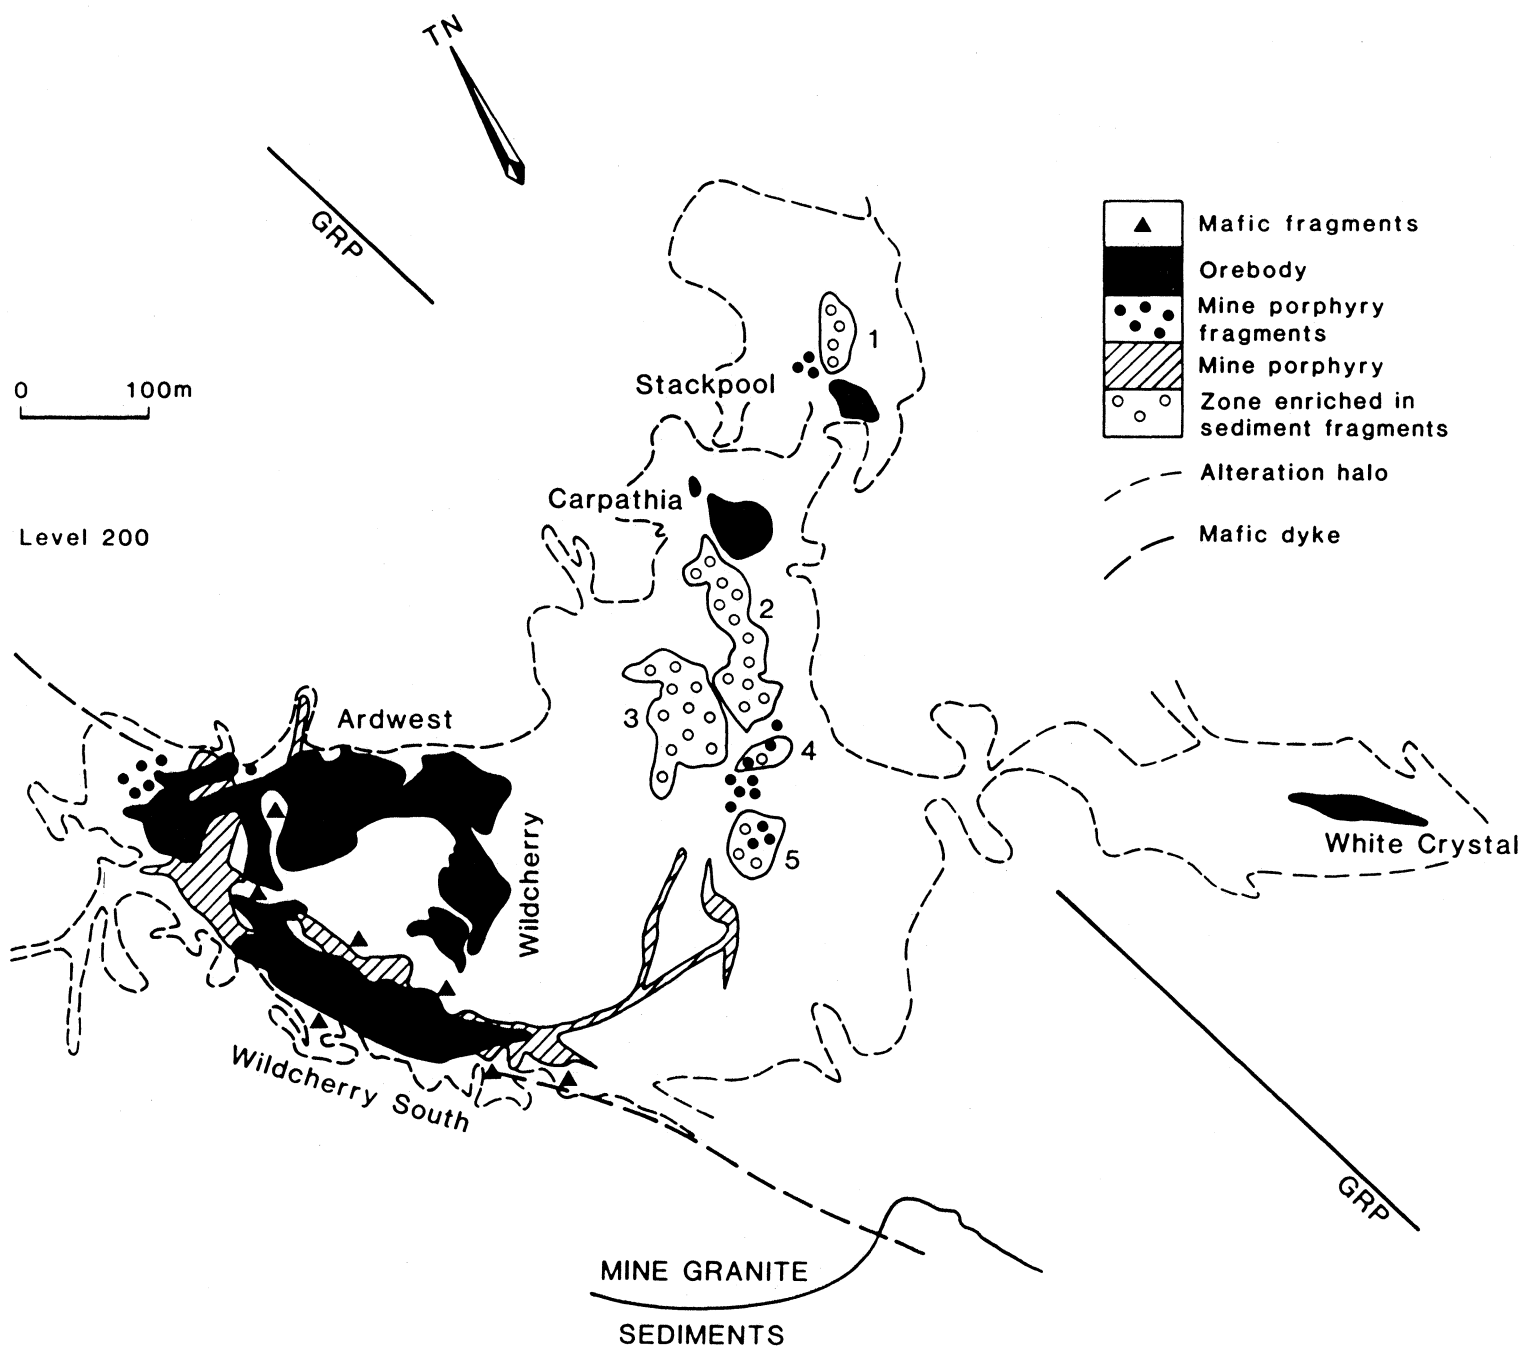 TN
GRP
Mafic fragments
Orebody
Mine porphyry
fragments
Mine porphyry
Zone enriched in
sediment fragments
Alteration halo
Mafic dyke
1
Stackpool
0 100m
Carpathia
Level 200
2
3
Ardwest
4
Wildcherry
White Crystal
5
Wildcherry South
GRP
MINE GRANITE
SEDIMENTS